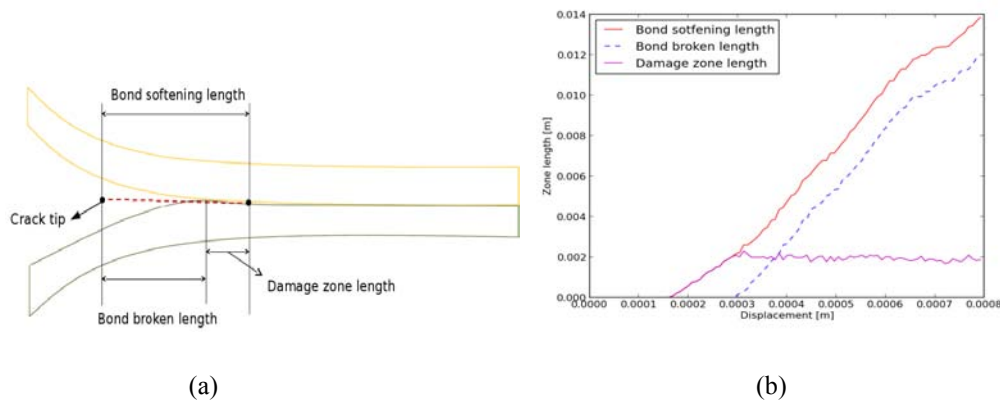 Bond softening length
Crack tip
Damage zone length
Bond broken length
(a)
0.014
0.012
0.010
0.008
0.006
0.004
0.002
0.000
Zone length [m]
Bond sotfening length
Bond broken length
Damage zone length
0.0000 0.0001 0.0002 0.0003 0.0004 0.0005 0.0006 0.0007 0.0008
Displacement [m]
(b)